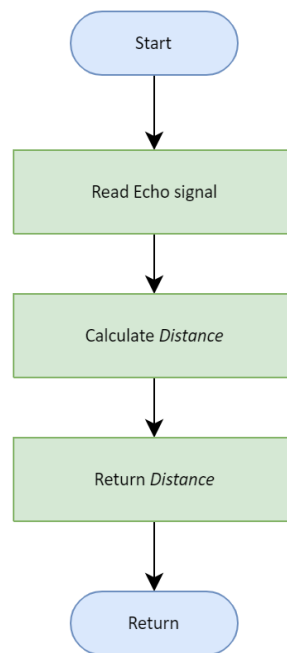 Start
Read Echo signal
Calculate Distance
Return Distance
Return